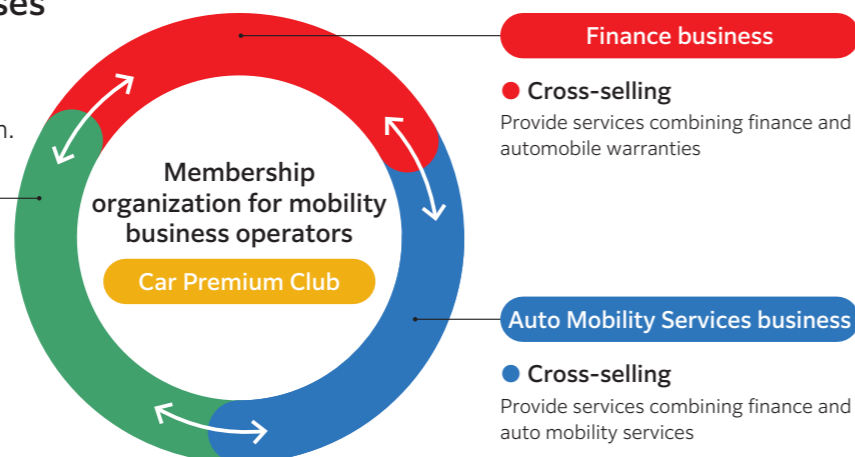 Finance business
Cross-selling
Provide services combining finance and
automobile warranties
Membership
organization for mobility
business operators
Car Premium Club
Auto Mobility Services business
Cross-selling
Provide services combining finance and
auto mobility services